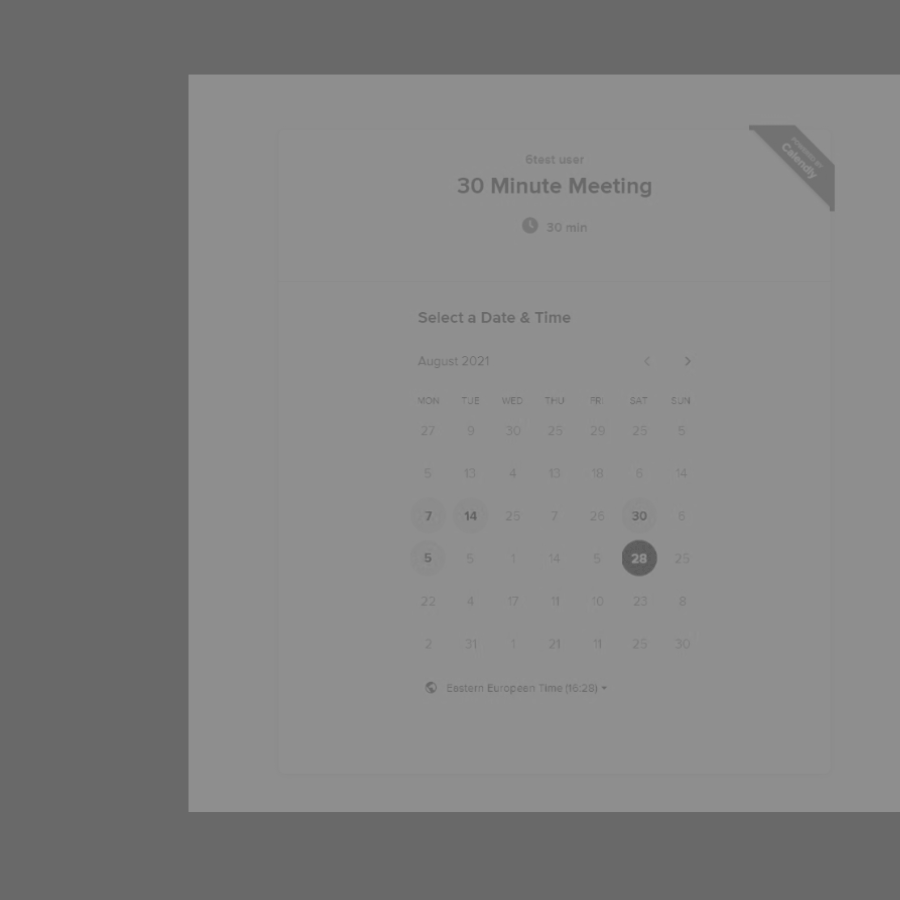 6test user
30 Minute Meeting
30 min
POWERED BY
Calendly
Select a Date & Time
August 2021
MON TUE WED THU FRI SAT SUN
27 9 30 25 29 25 5
5 13 4 13 18 6 14
7 14 25 7 26 30 8
5 5 1 14 5 28 25
22 4 17 11 10 23 8
2 31 1 21 11 25 30
Eastern European Time (16:28)